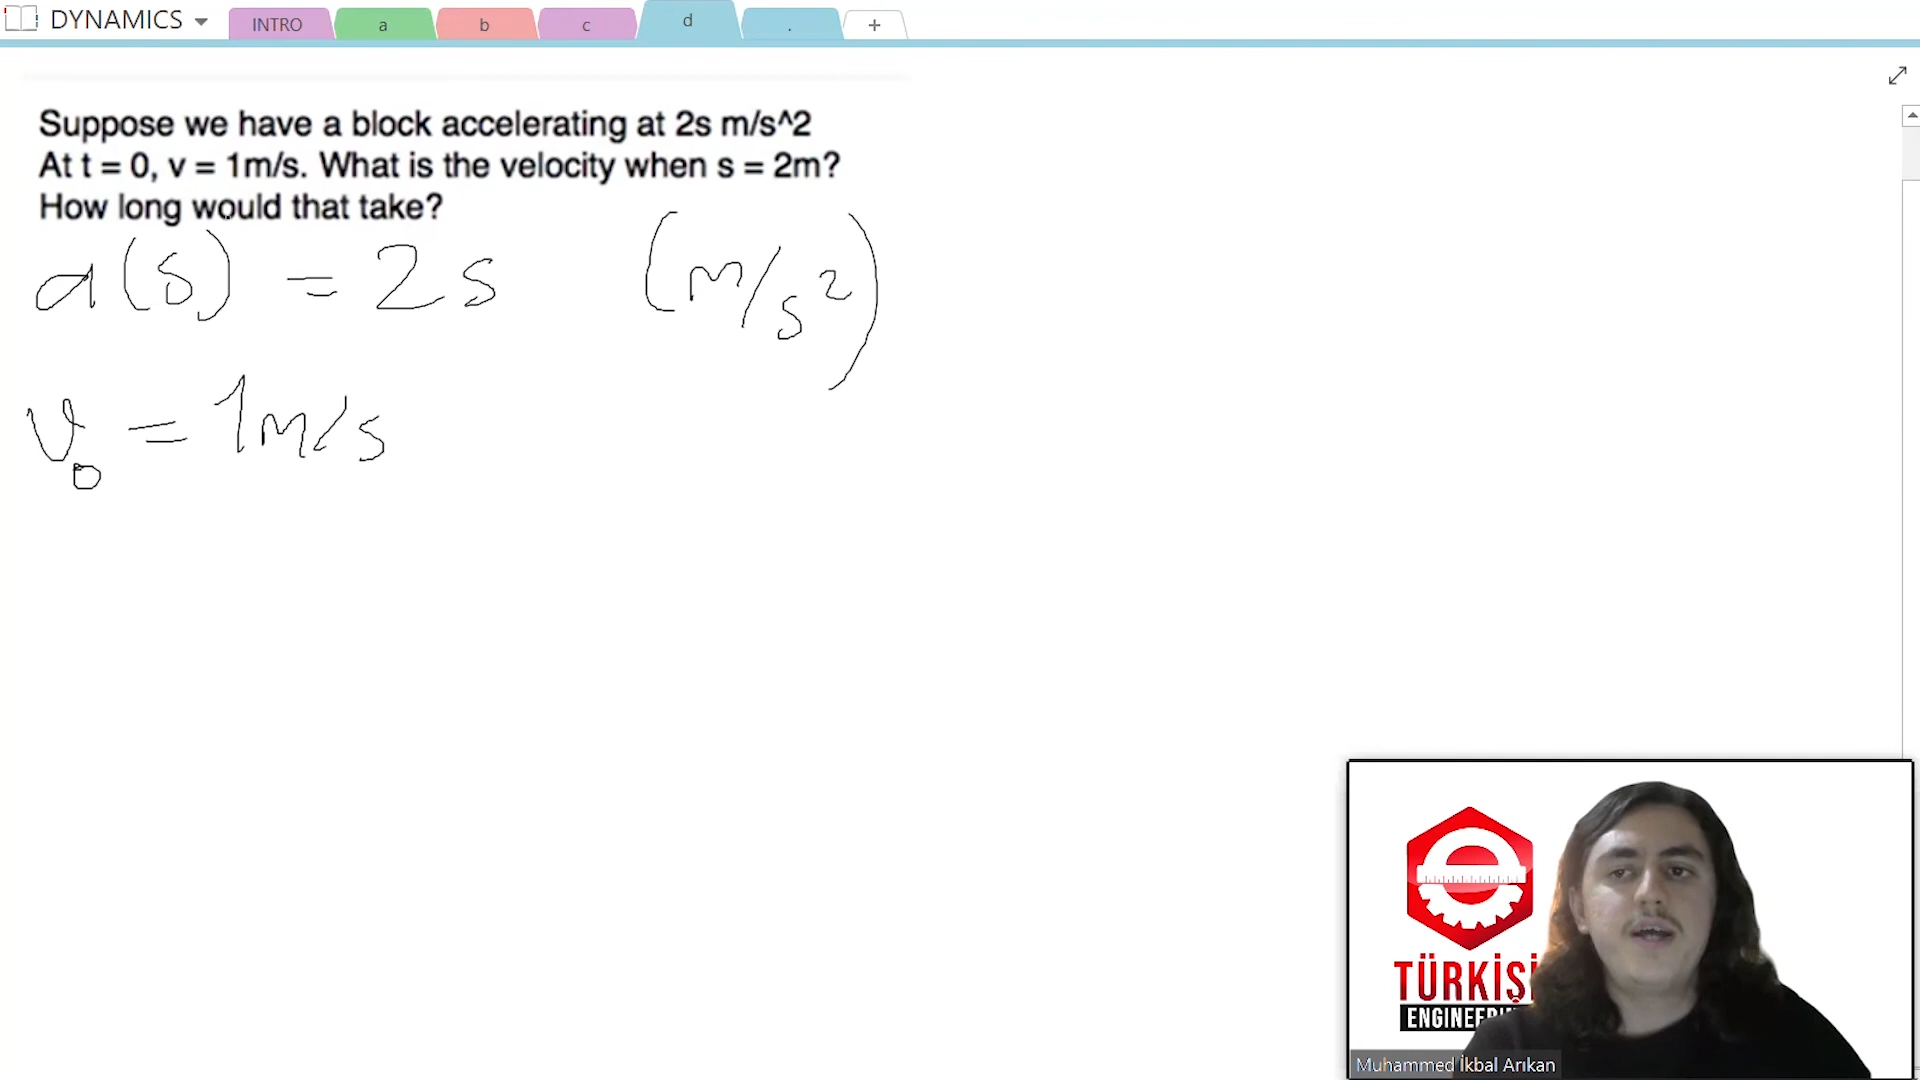 DYNAMICS
INTRO
a
b
c
d
.
+
Suppose we have a block accelerating at 2s m/s^2
At t = 0, v = 1m/s. What is the velocity when s = 2m?
How long would that take?
a(s) = 2s (m/s²)
v₀ = 1m/s
TÜRKİŞİ
Muhammed İkbal Arıkan